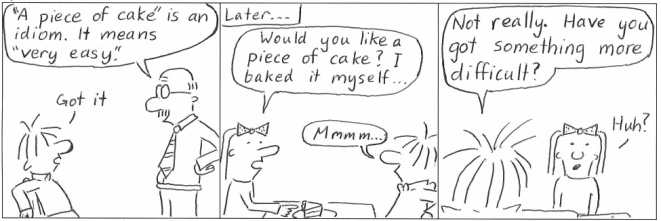 "A piece of cake" is an
idiom. It means
"very easy".
Got it
Later...
Would you like a
piece of cake? I
baked it myself...
Mmmm...
Not really. Have you
got something more
difficult?
Huh?